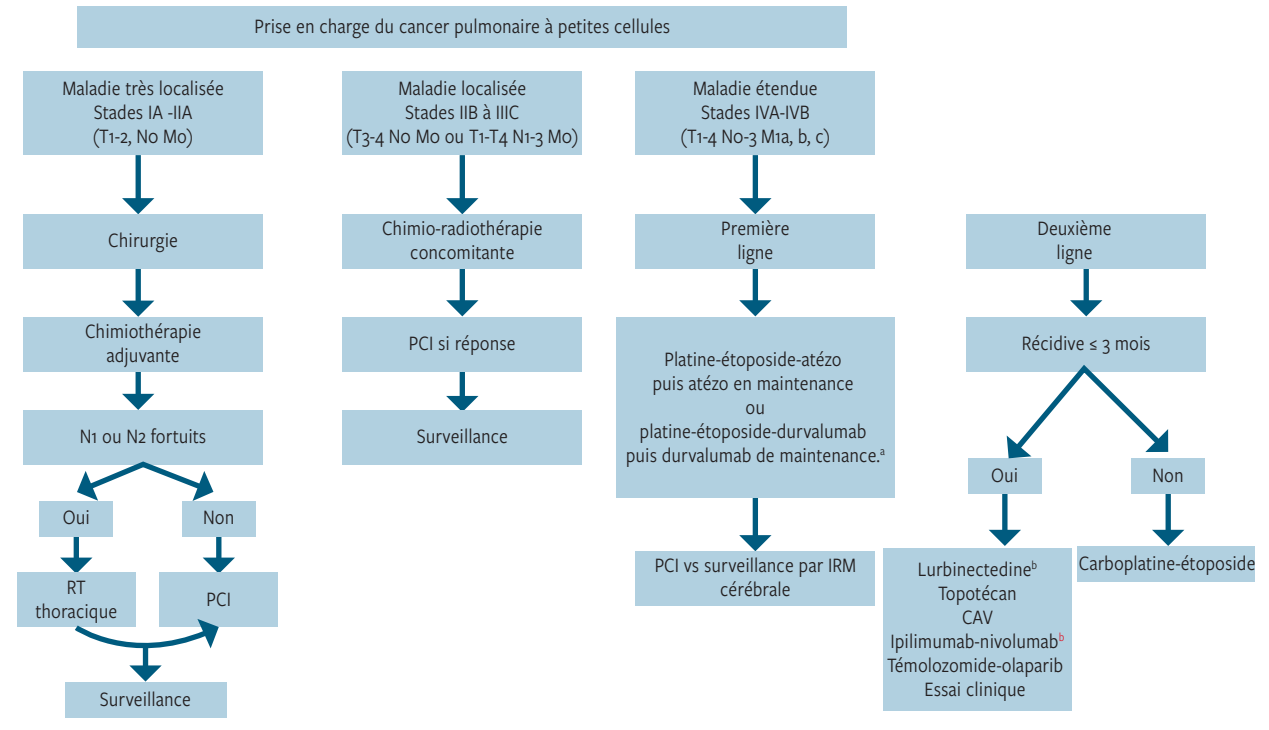 Prise en charge du cancer pulmonaire à petites cellules
Maladie très localisée
Stades IA -IIA
(T1-2, N0 M0)
Chirurgie
Chimiothérapie
adjuvante
N1 ou N2 fortuits
Oui
Non
RT
thoracique
PCI
Surveillance
Maladie localisée
Stades IIB à IIIC
(T3-4 N0 M0 ou T1-T4 N1-3 M0)
Chimio-radiothérapie
concomitante
PCI si réponse
Surveillance
Maladie étendue
Stades IVA-IVB
(T1-4 N0-3 M1a, b, c)
Première
ligne
Platine-étoposide-atézo
puis atézo en maintenance
ou
platine-étoposide-durvalumab
puis durvalumab de maintenance.ᵃ
PCI vs surveillance par IRM
cérébrale
Deuxième
ligne
Récidive ≤ 3 mois
Oui
Non
Lurbinectedineᵇ
Topotécan
CAV
Ipilimumab-nivolumabᵇ
Témolozomide-olaparib
Essai clinique
Carboplatine-étoposide